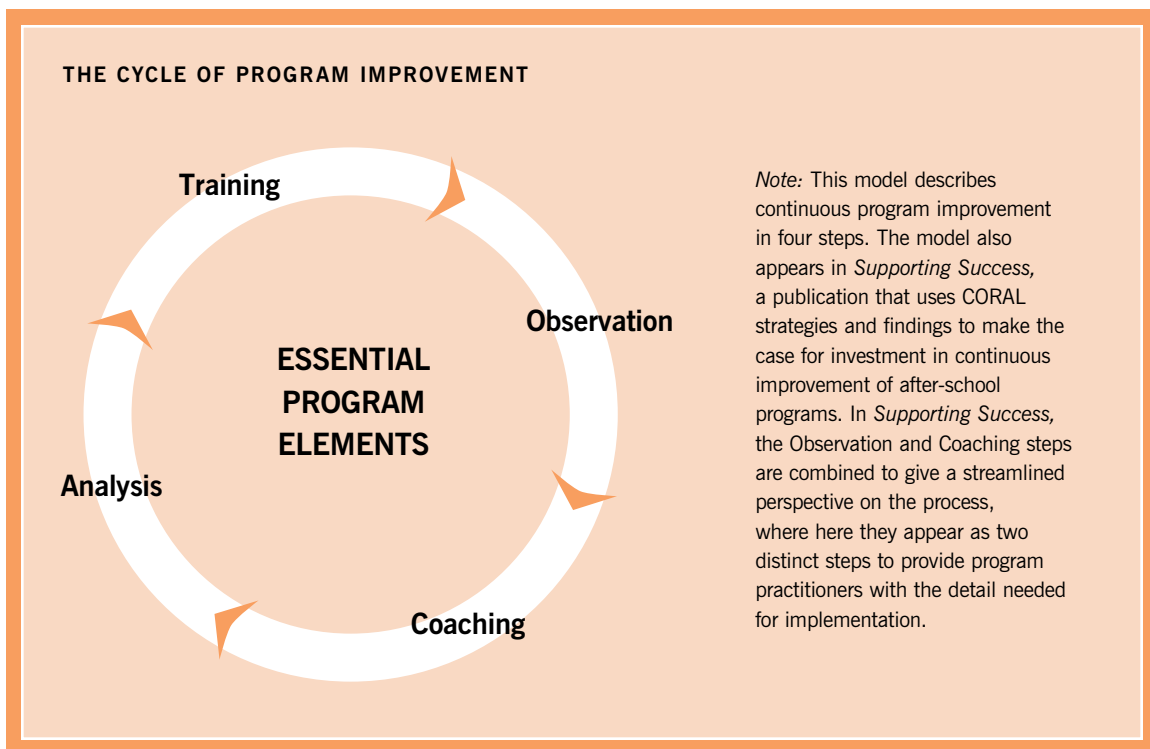 THE CYCLE OF PROGRAM IMPROVEMENT
Training
Observation
ESSENTIAL
PROGRAM
ELEMENTS
Analysis
Coaching
Note: This model describes
continuous program improvement
in four steps. The model also
appears in Supporting Success,
a publication that uses CORAL
strategies and findings to make the
case for investment in continuous
improvement of after-school
programs. In Supporting Success,
the Observation and Coaching steps
are combined to give a streamlined
perspective on the process,
where here they appear as two
distinct steps to provide program
practitioners with the detail needed
for implementation.